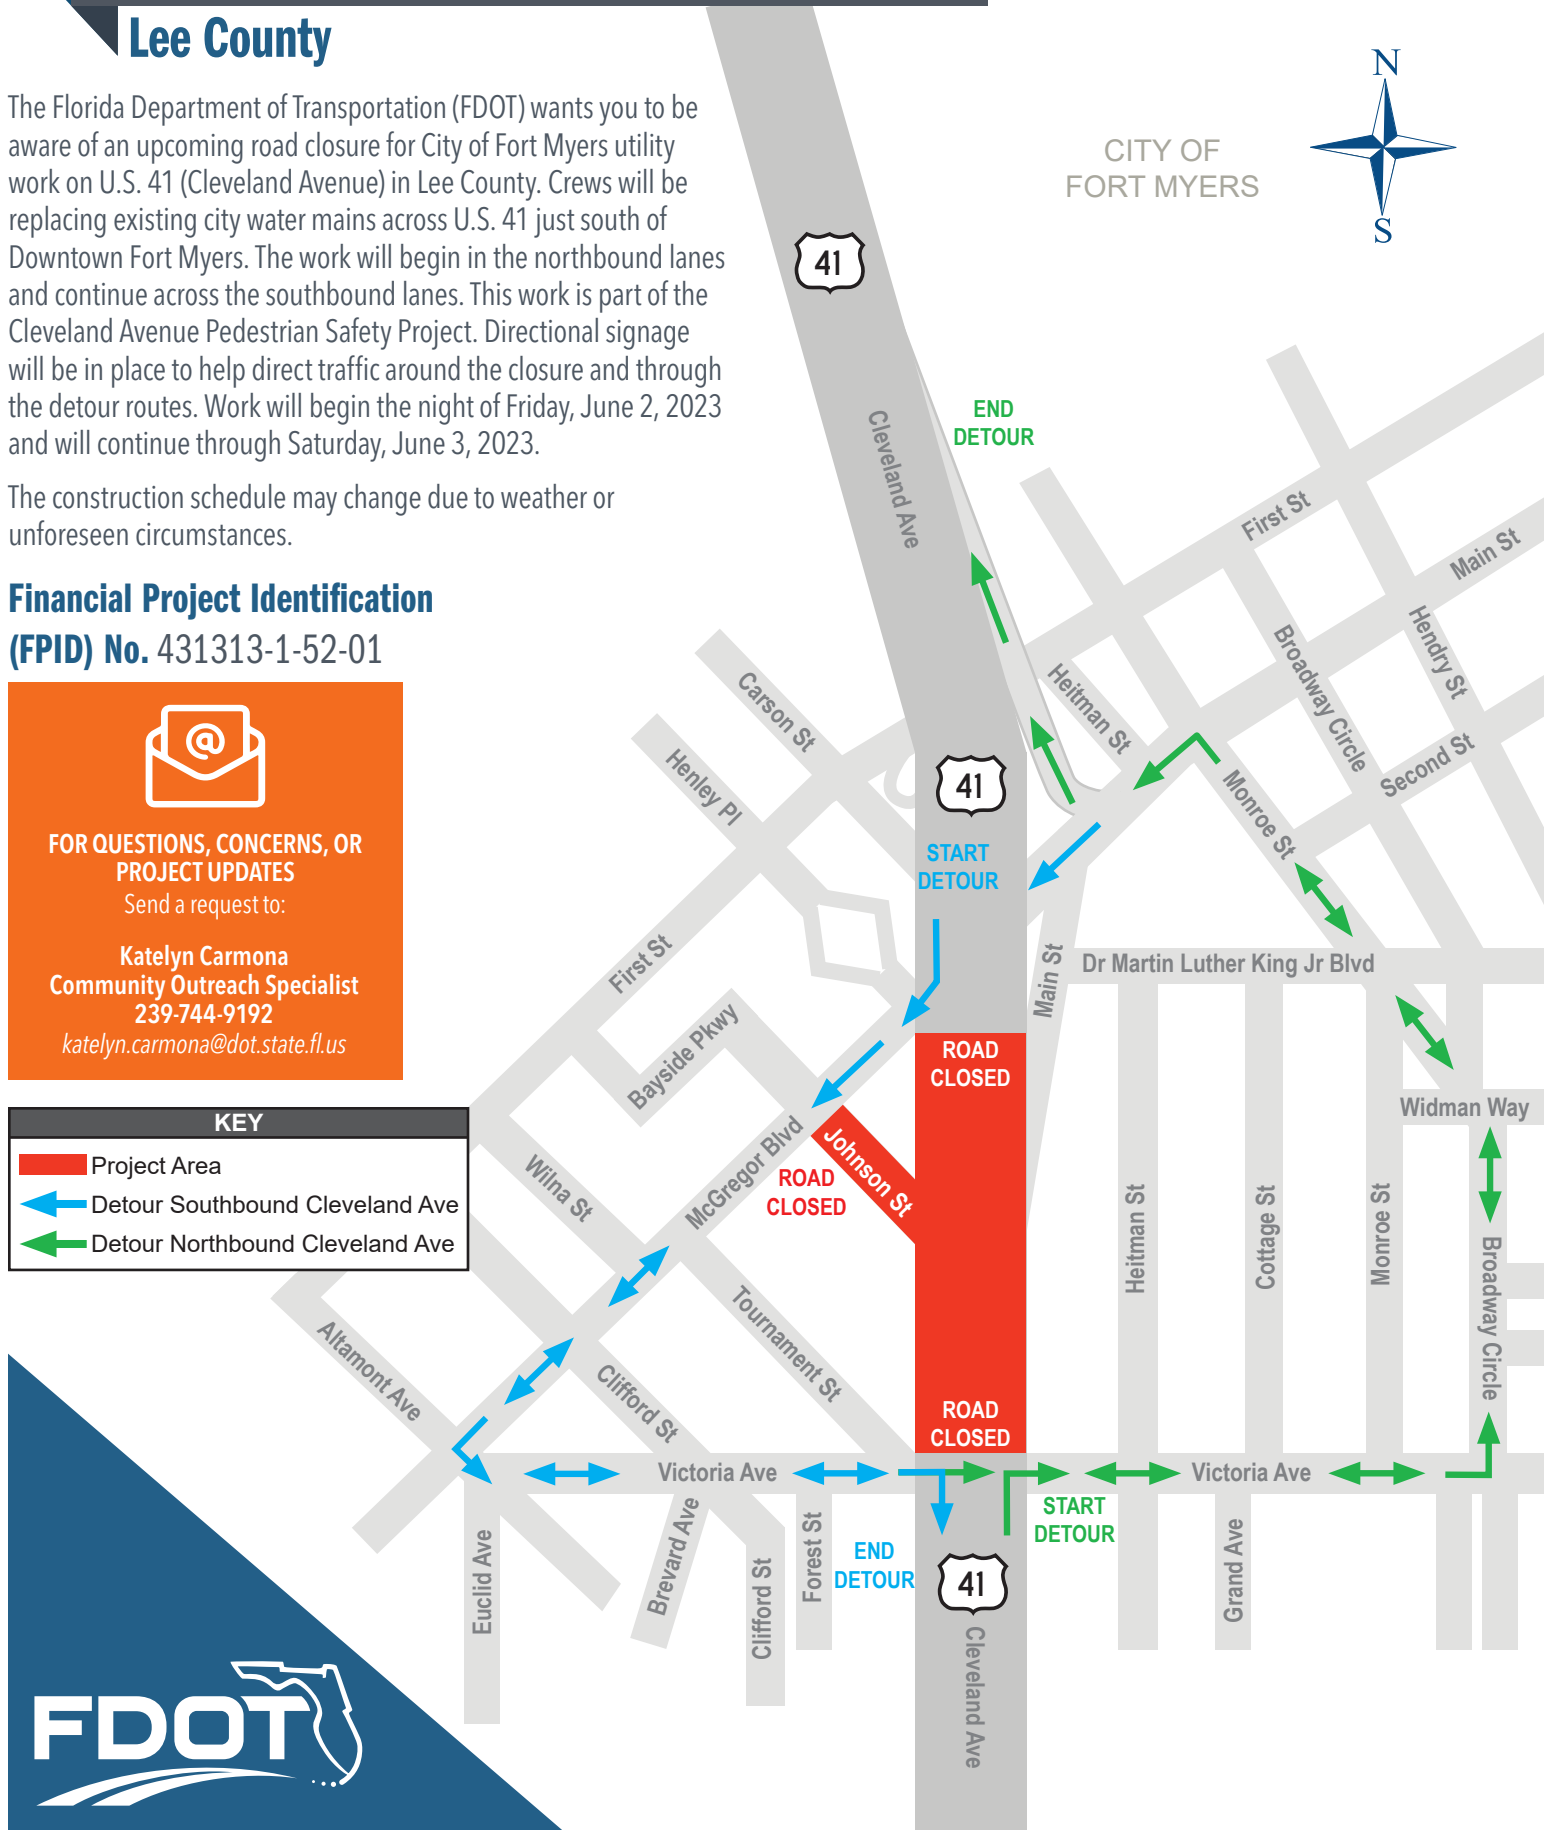 Lee County
The Florida Department of Transportation (FDOT) wants you to be
aware of an upcoming road closure for City of Fort Myers utility
work on U.S. 41 (Cleveland Avenue) in Lee County. Crews will be
replacing existing city water mains across U.S. 41 just south of
Downtown Fort Myers. The work will begin in the northbound lanes
and continue across the southbound lanes. This work is part of the
Cleveland Avenue Pedestrian Safety Project. Directional signage
will be in place to help direct traffic around the closure and through
the detour routes. Work will begin the night of Friday, June 2, 2023
and will continue through Saturday, June 3, 2023.
The construction schedule may change due to weather or
unforeseen circumstances.
Financial Project Identification
(FPID) No. 431313-1-52-01
@
FOR QUESTIONS, CONCERNS, OR
PROJECT UPDATES
Send a request to:
Katelyn Carmona
Community Outreach Specialist
239-744-9192
katelyn.carmona@dot.state.fl.us
KEY
Project Area
Detour Southbound Cleveland Ave
Detour Northbound Cleveland Ave
FDOT
N
S
CITY OF
FORT MYERS
41
Cleveland Ave
END
DETOUR
First St
Main St
Hendry St
Broadway Circle
Second St
Heitman St
Monroe St
Carson St
Henley Pl
41
START
DETOUR
First St
Main St
Dr Martin Luther King Jr Blvd
Bayside Pkwy
ROAD
CLOSED
Widman Way
McGregor Blvd
Johnson St
ROAD
CLOSED
Wilna St
Heitman St
Cottage St
Monroe St
Broadway Circle
Tournament St
Altamont Ave
Clifford St
ROAD
CLOSED
Victoria Ave
Victoria Ave
START
DETOUR
Euclid Ave
Brevard Ave
Clifford St
Forest St
END
DETOUR
41
Grand Ave
Cleveland Ave